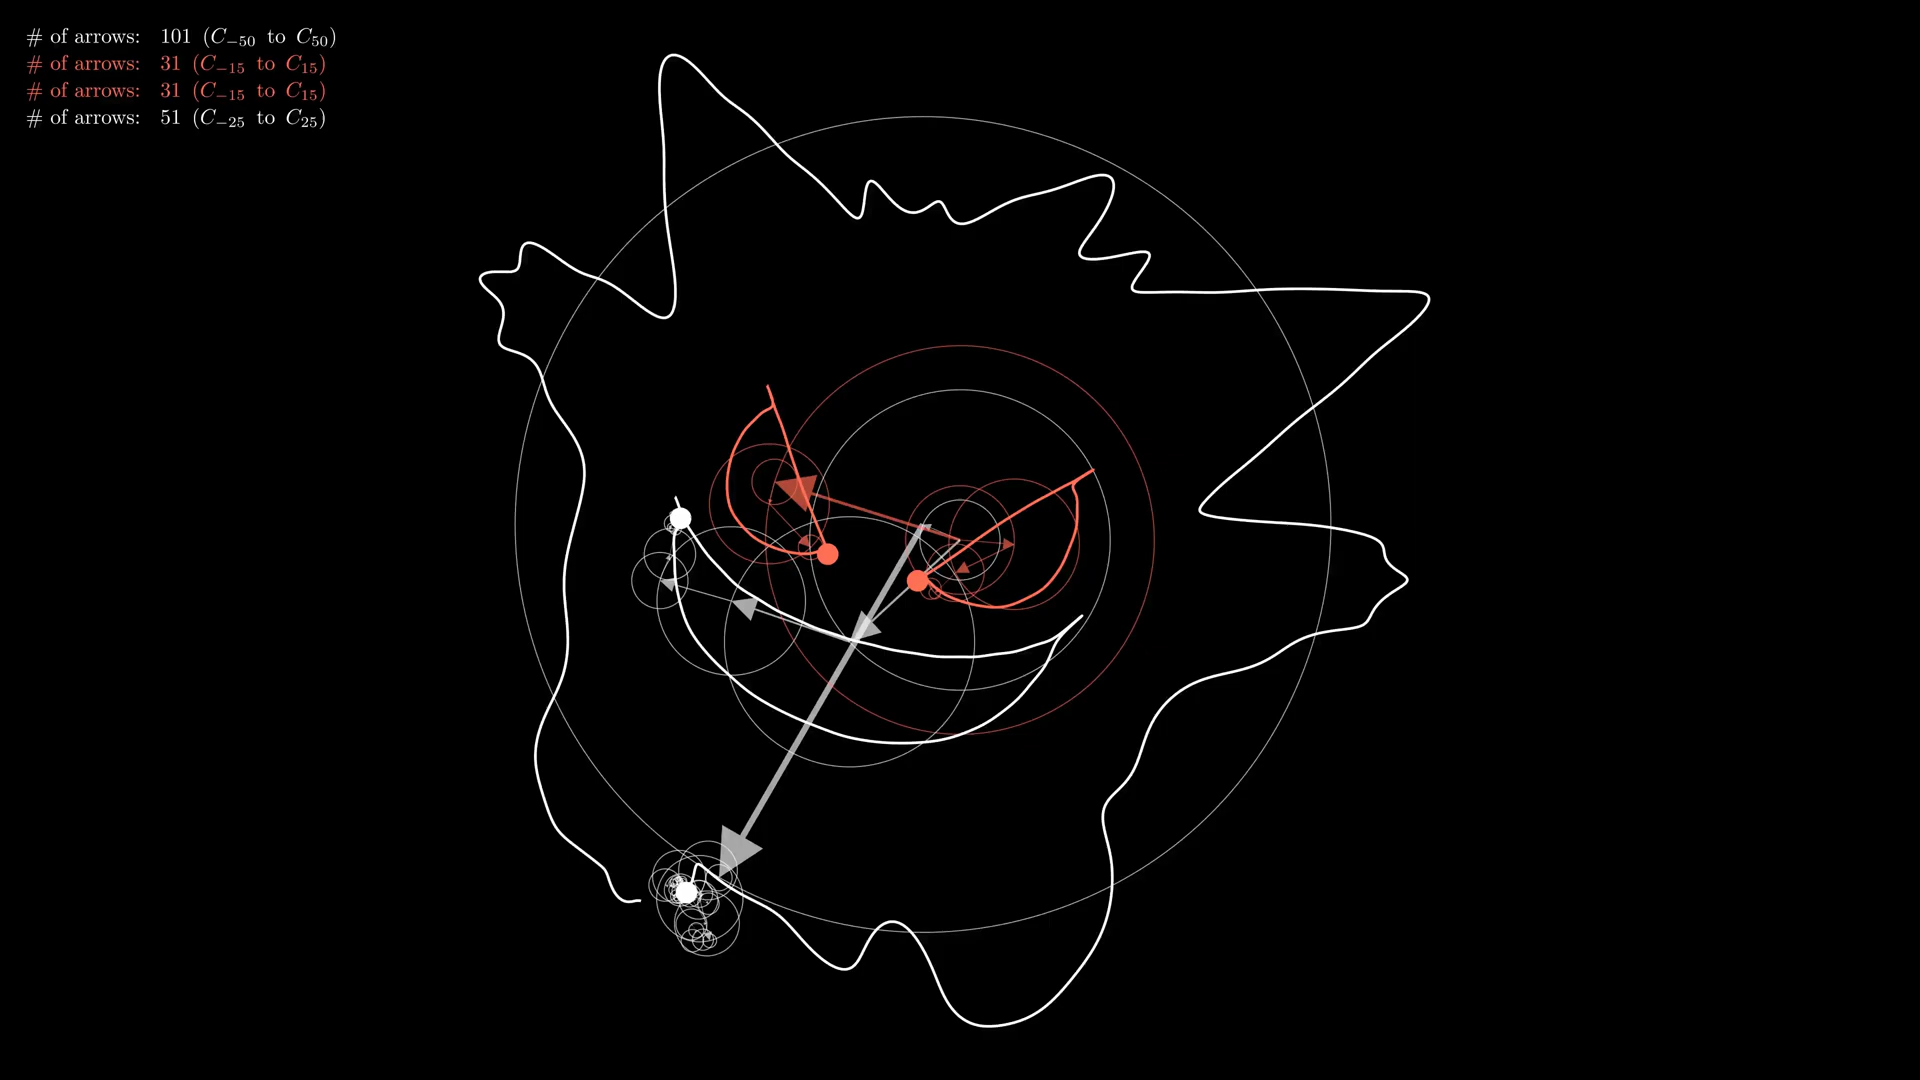 # of arrows: 101 (C₋₅₀ to C₅₀)
# of arrows: 31 (C₋₁₅ to C₁₅)
# of arrows: 31 (C₋₁₅ to C₁₅)
# of arrows: 51 (C₋₂₅ to C₂₅)